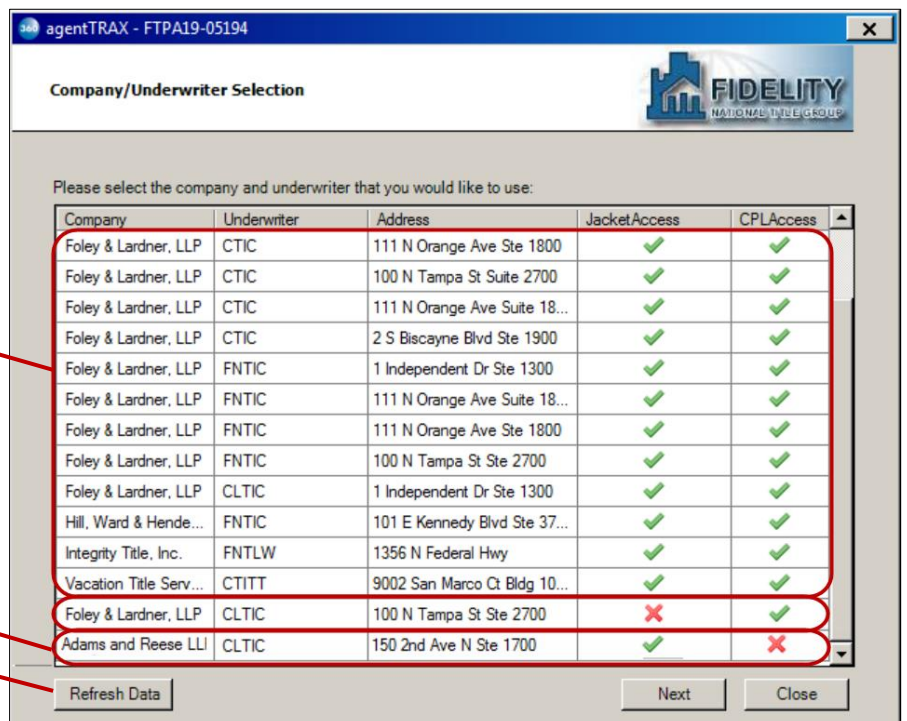 360 agentTRAX - FTPA19-05194
Company/Underwriter Selection
FIDELITY
NATIONAL TITLE GROUP
Please select the company and underwriter that you would like to use:
Company Underwriter Address JacketAccess CPLAccess
Foley & Lardner, LLP CTIC 111 N Orange Ave Ste 1800
Foley & Lardner, LLP CTIC 100 N Tampa St Suite 2700
Foley & Lardner, LLP CTIC 111 N Orange Ave Suite 18...
Foley & Lardner, LLP CTIC 2 S Biscayne Blvd Ste 1900
Foley & Lardner, LLP FNTIC 1 Independent Dr Ste 1300
Foley & Lardner, LLP FNTIC 111 N Orange Ave Suite 18...
Foley & Lardner, LLP FNTIC 111 N Orange Ave Ste 1800
Foley & Lardner, LLP FNTIC 100 N Tampa St Ste 2700
Foley & Lardner, LLP CLTIC 1 Independent Dr Ste 1300
Hill, Ward & Hende... FNTIC 101 E Kennedy Blvd Ste 37...
Integrity Title, Inc. FNTLW 1356 N Federal Hwy
Vacation Title Serv... CTITT 9002 San Marco Ct Bldg 10...
Foley & Lardner, LLP CLTIC 100 N Tampa St Ste 2700
Adams and Reese LLI CLTIC 150 2nd Ave N Ste 1700
Refresh Data Next Close